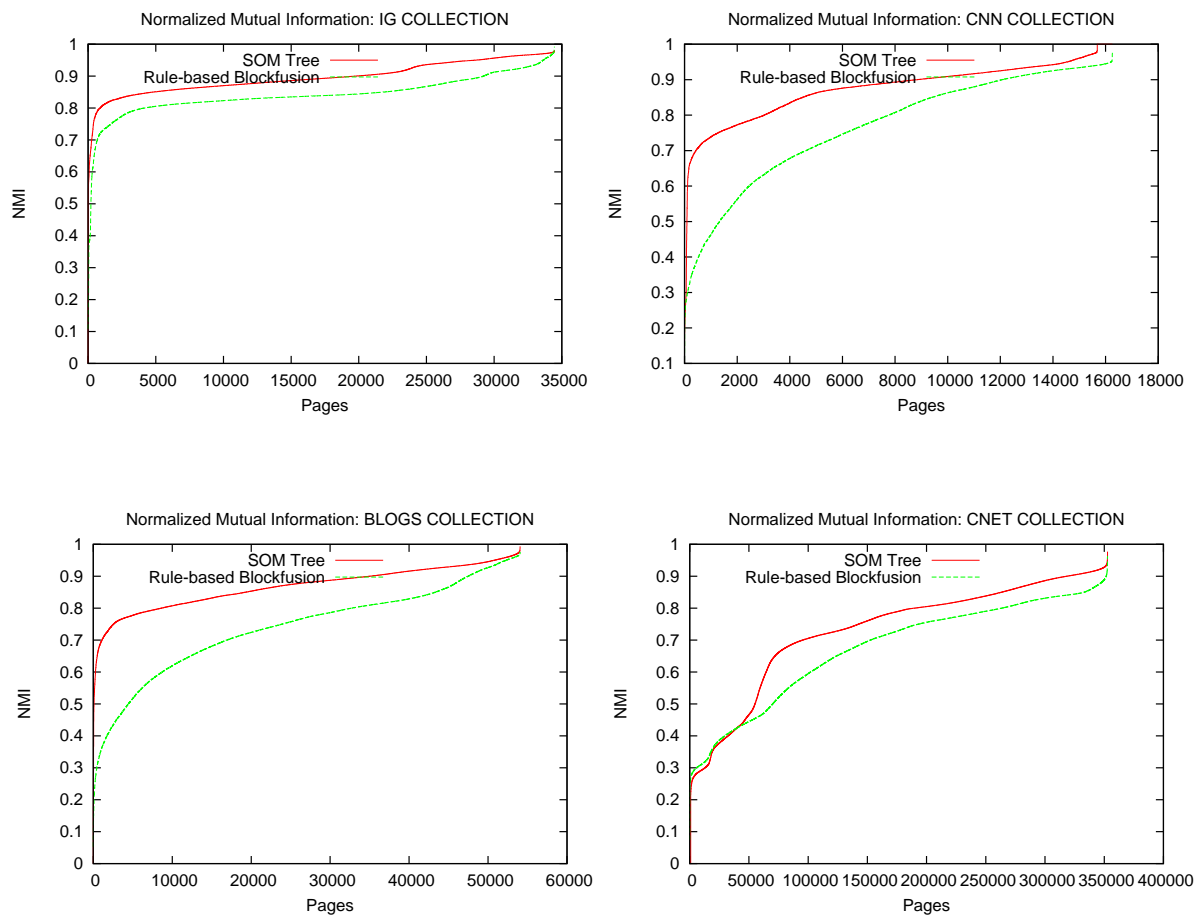 Normalized Mutual Information: IG COLLECTION
1
SOM Tree
0.9
Rule-based Blockfusion
0.8
0.7
0.6
NMI
0.5
0.4
0.3
0.2
0.1
0
0 5000 10000 15000 20000 25000 30000 35000
Pages
Normalized Mutual Information: CNN COLLECTION
1
SOM Tree
0.9
Rule-based Blockfusion
0.8
0.7
0.6
NMI
0.5
0.4
0.3
0.2
0.1
0 2000 4000 6000 8000 10000 12000 14000 16000 18000
Pages
Normalized Mutual Information: BLOGS COLLECTION
1
SOM Tree
0.9
Rule-based Blockfusion
0.8
0.7
0.6
NMI
0.5
0.4
0.3
0.2
0.1
0
0 10000 20000 30000 40000 50000 60000
Pages
Normalized Mutual Information: CNET COLLECTION
1
SOM Tree
0.9
Rule-based Blockfusion
0.8
0.7
0.6
NMI
0.5
0.4
0.3
0.2
0.1
0
0 50000 100000 150000 200000 250000 300000 350000 400000
Pages